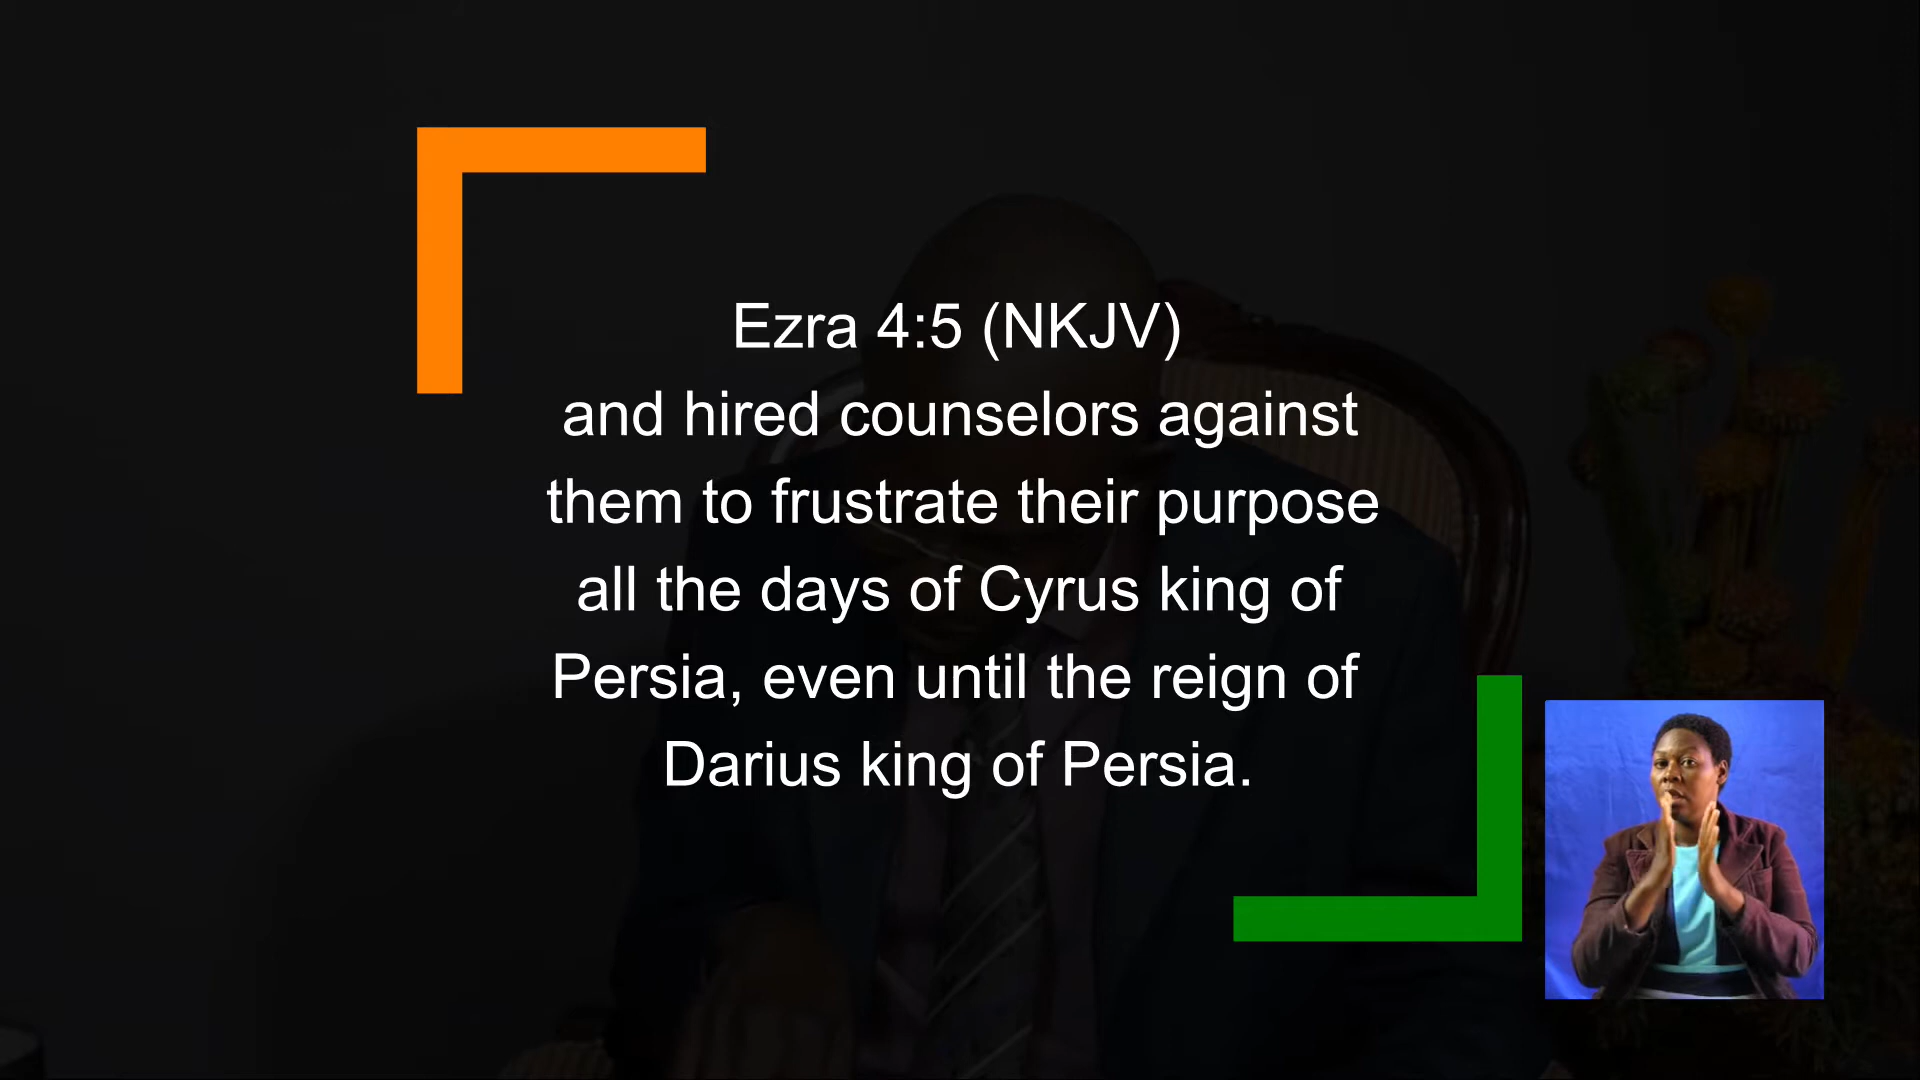 Ezra 4:5 (NKJV)
and hired counselors against
them to frustrate their purpose
all the days of Cyrus king of
Persia, even until the reign of
Darius king of Persia.